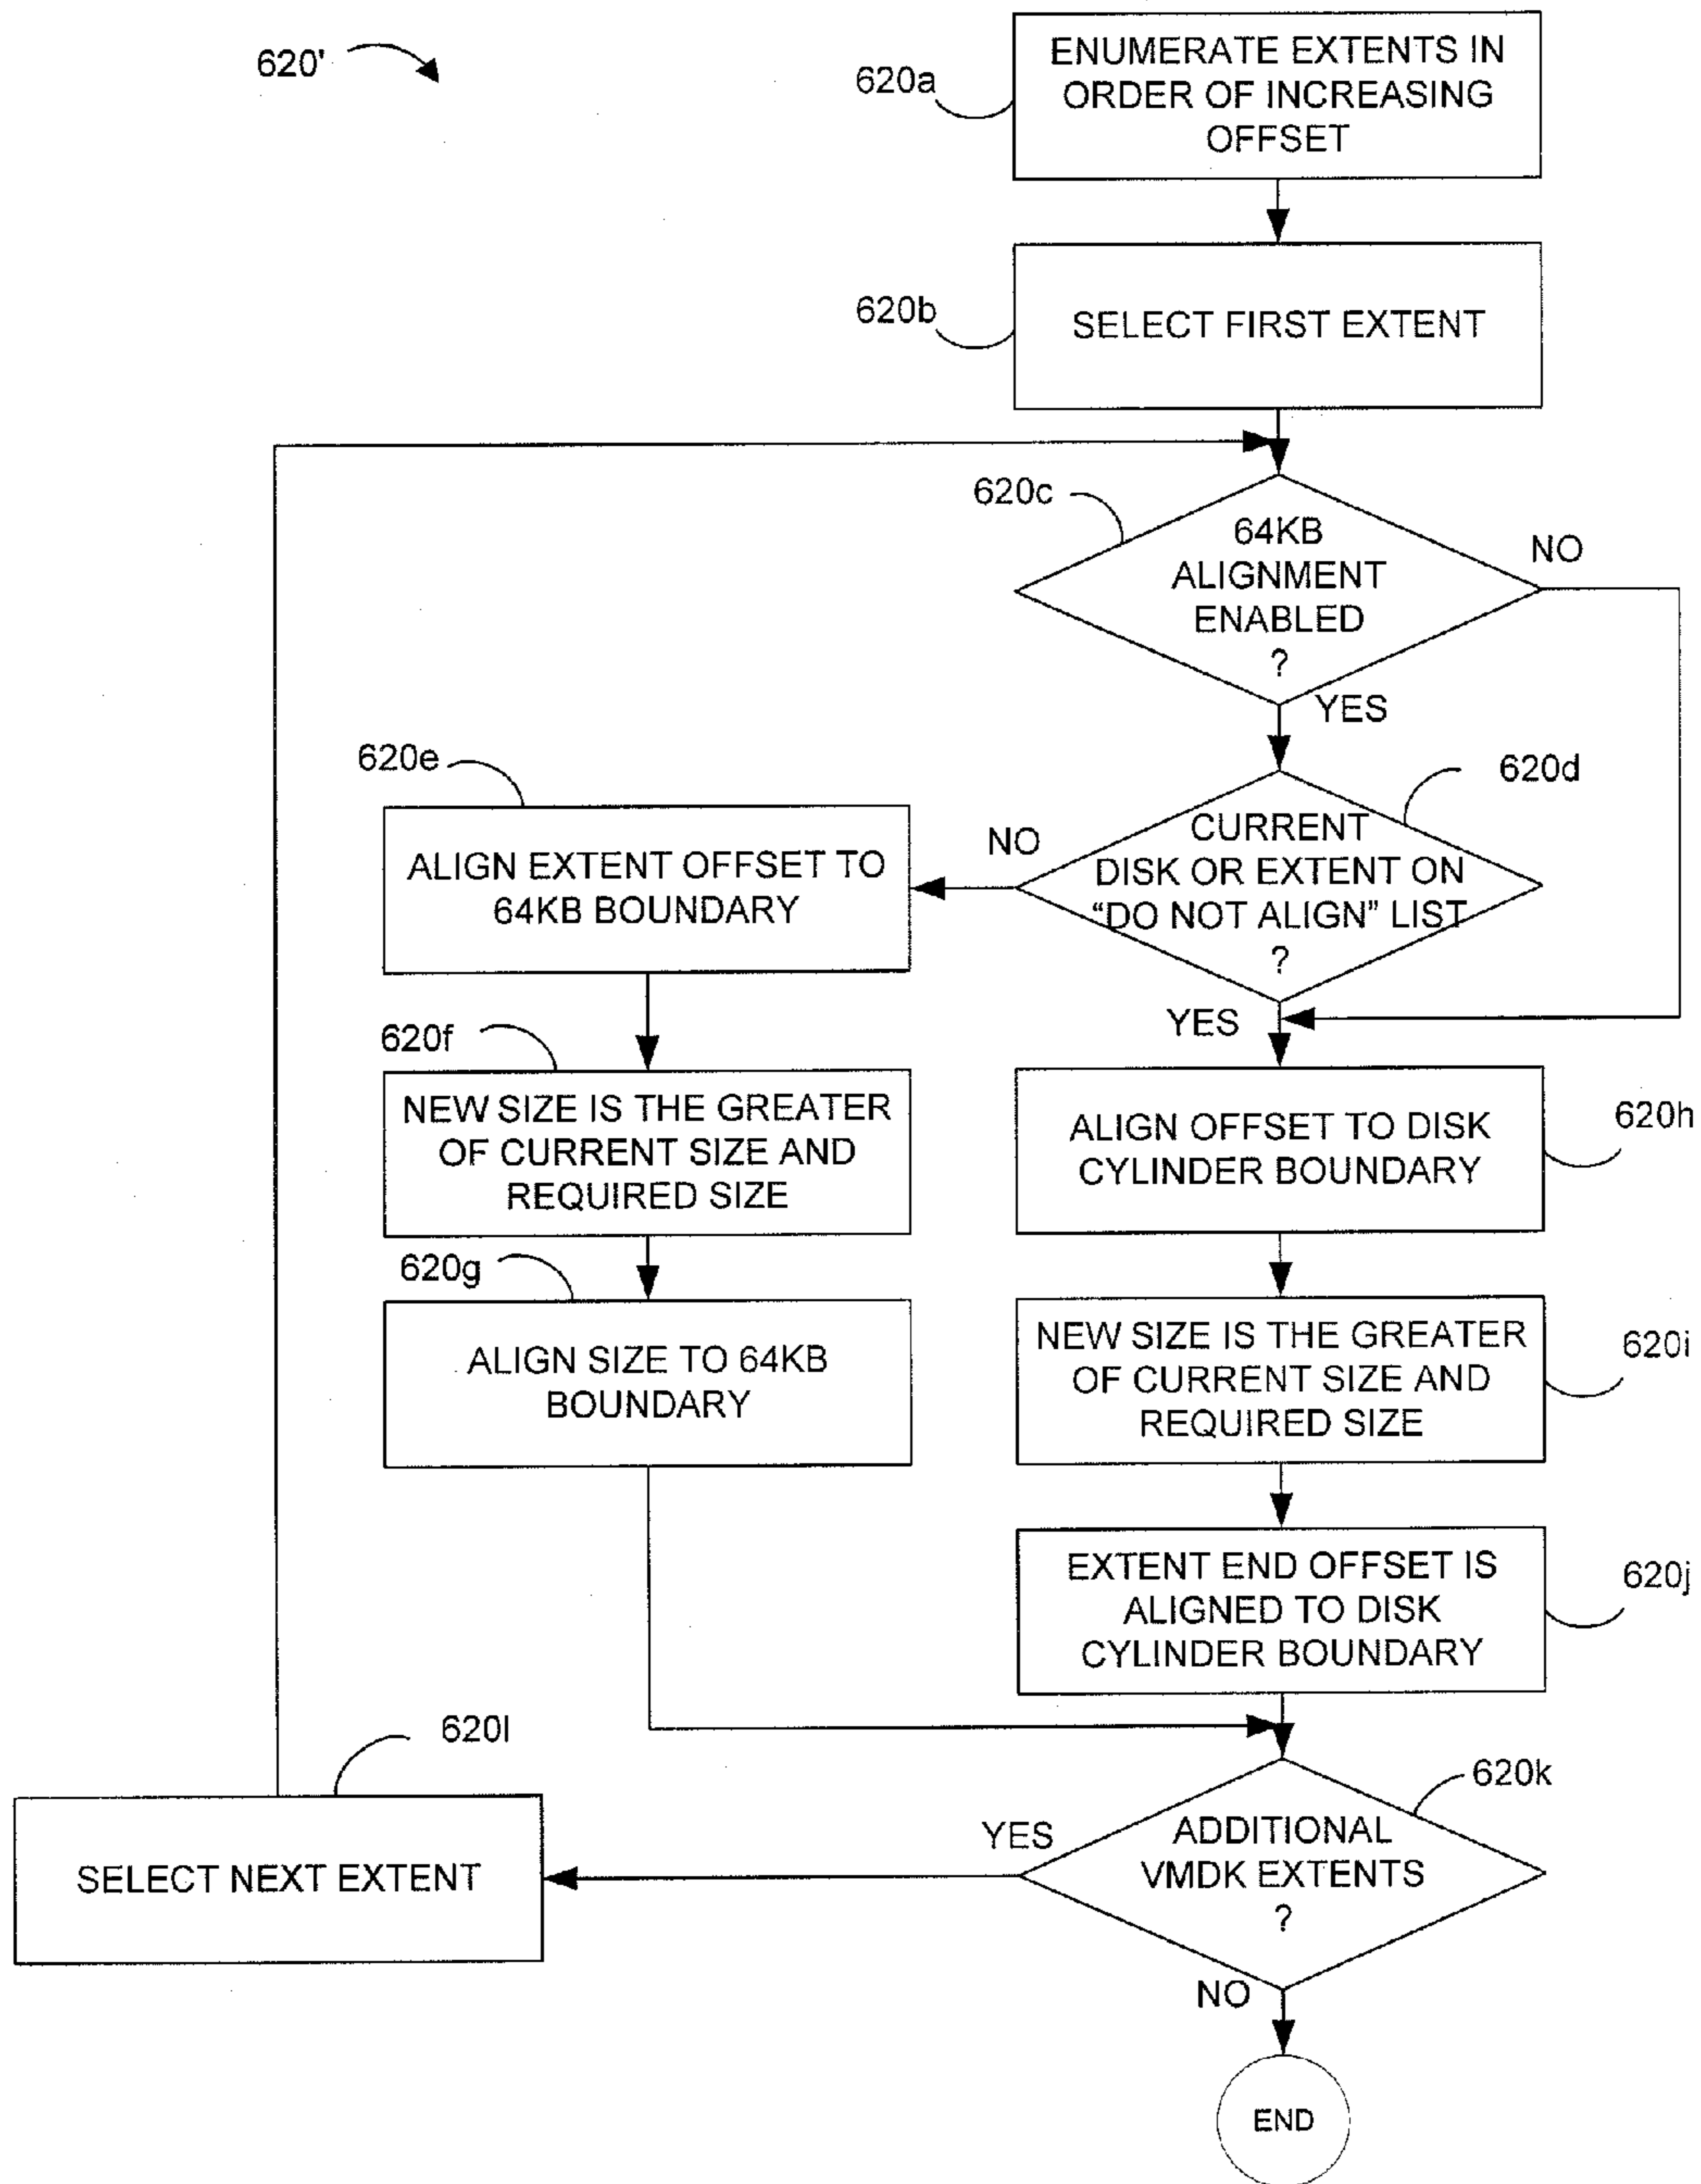 620'
620a
ENUMERATE EXTENTS IN
ORDER OF INCREASING
OFFSET
620b
SELECT FIRST EXTENT
620c
64KB
ALIGNMENT
ENABLED
?
NO
YES
620d
CURRENT
DISK OR EXTENT ON
“DO NOT ALIGN” LIST
?
NO
YES
620e
ALIGN EXTENT OFFSET TO
64KB BOUNDARY
620f
NEW SIZE IS THE GREATER
OF CURRENT SIZE AND
REQUIRED SIZE
620g
ALIGN SIZE TO 64KB
BOUNDARY
620h
ALIGN OFFSET TO DISK
CYLINDER BOUNDARY
620i
NEW SIZE IS THE GREATER
OF CURRENT SIZE AND
REQUIRED SIZE
620j
EXTENT END OFFSET IS
ALIGNED TO DISK
CYLINDER BOUNDARY
620k
ADDITIONAL
VMDK EXTENTS
?
YES
NO
620l
SELECT NEXT EXTENT
END